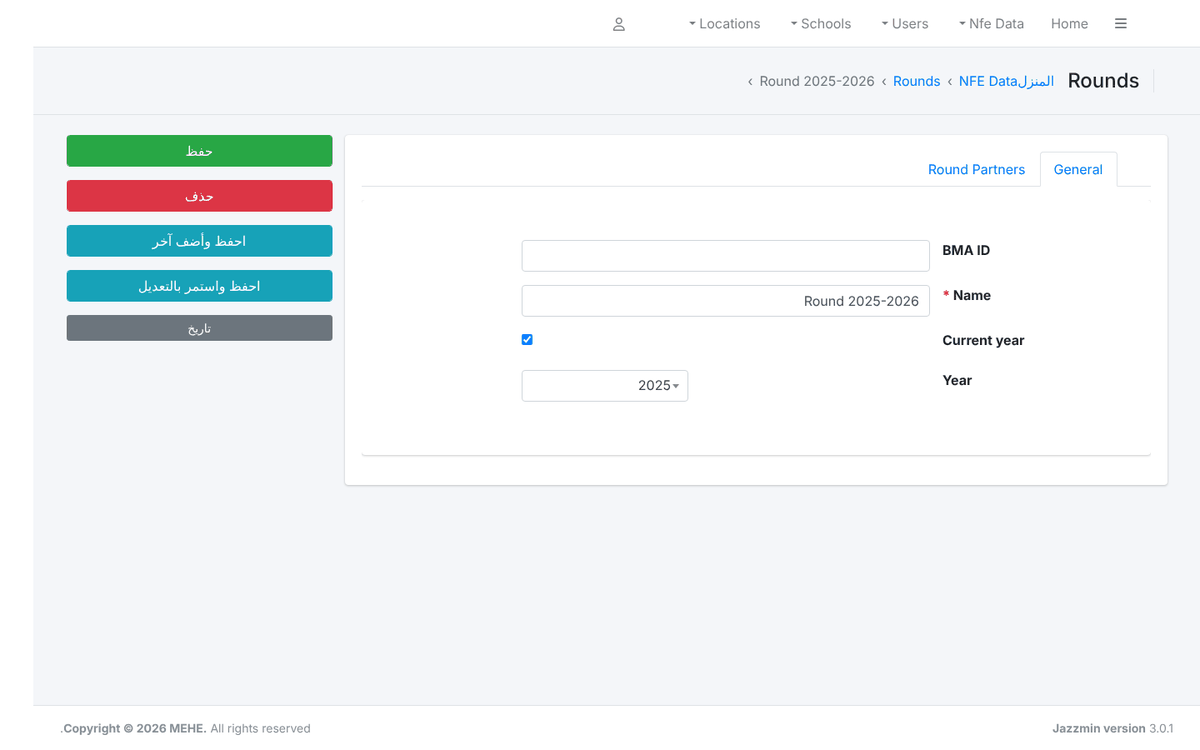 Home
Nfe Data
Users
Schools
Locations
Rounds
المنزل
NFE Data
‹ Rounds
‹ Round 2025-2026
‹
General
Round Partners
BMA ID
Name *
Round 2025-2026
Current year
Year
2025
حفظ
حذف
احفظ وأضف آخر
احفظ واستمر بالتعديل
تاريخ
Jazzmin version 3.0.1
.Copyright © 2026 MEHE. All rights reserved